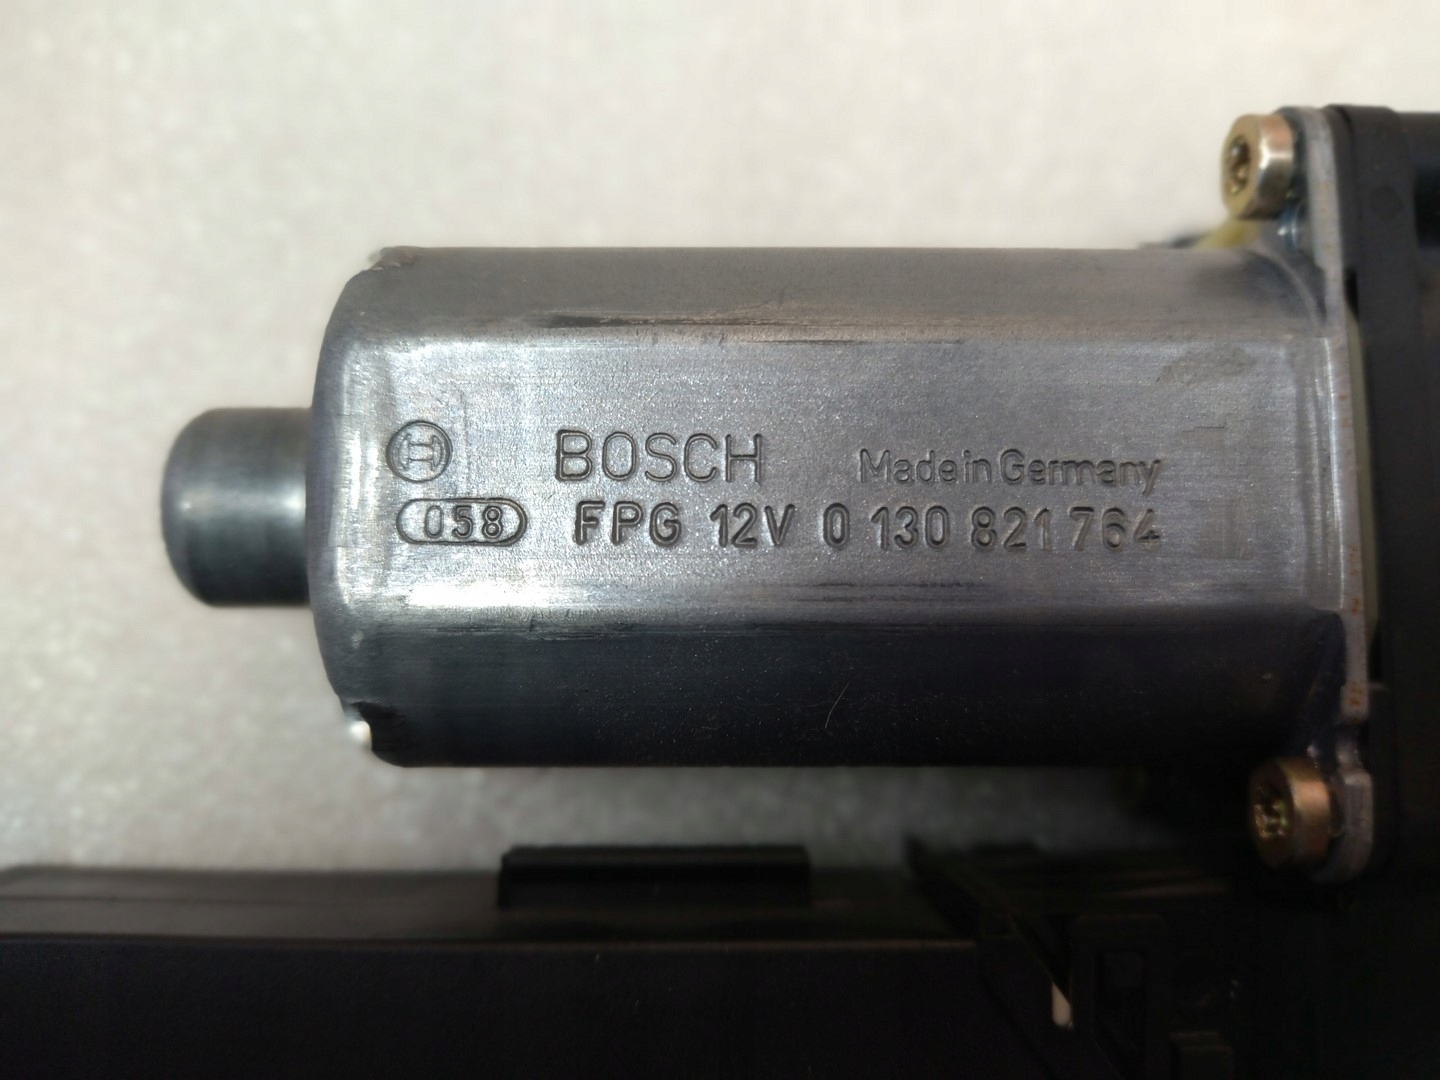 BOSCH Made in Germany
058 FPG 12V 0 130 821 764